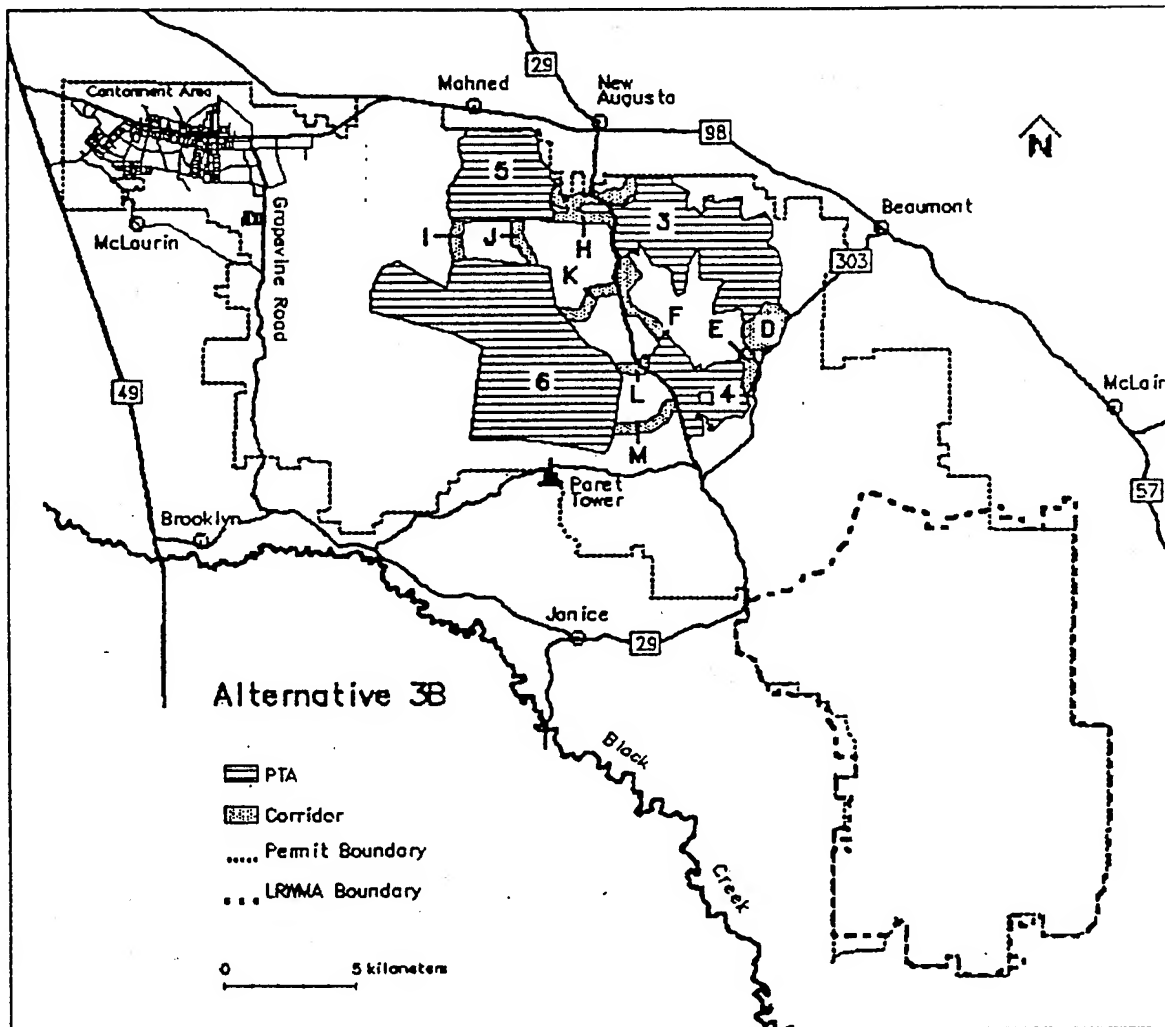 29
Mahned
New
Augusta
Cantonment Area
98
N
5
3
McLaurin
Grapevine Road
I
J
H
Beaumont
303
K
F
E
D
6
L
4
49
M
McLain
Paret
Tower
57
Brooklyn
Janice
29
Alternative 3B
Black
Creek
PTA
Corridor
Permit Boundary
LRWMA Boundary
0
5 kilometers